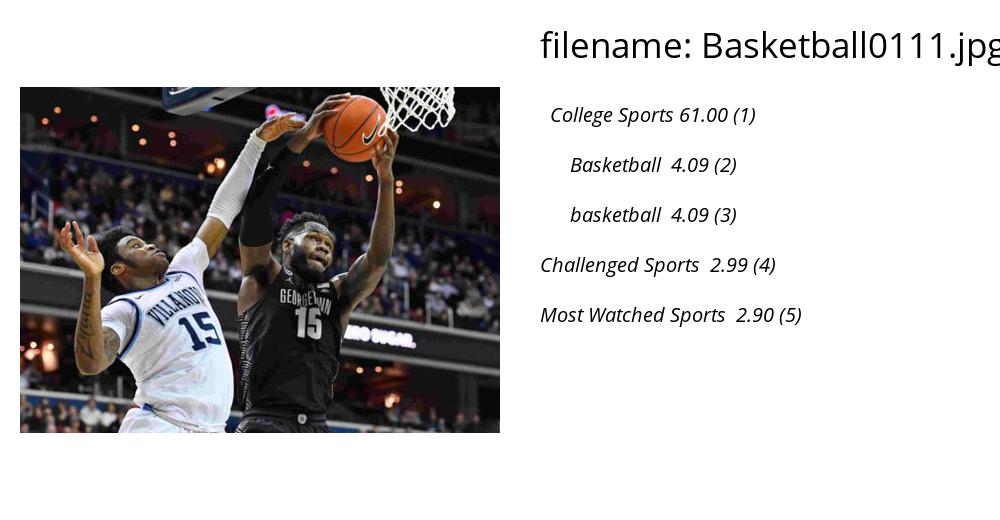 filename: Basketball0111.jpg
College Sports 61.00 (1)
Basketball 4.09 (2)
basketball 4.09 (3)
Challenged Sports 2.99 (4)
Most Watched Sports 2.90 (5)
VILLANOVA
15
GEORGETOWN
15
ZERO SUGAR.